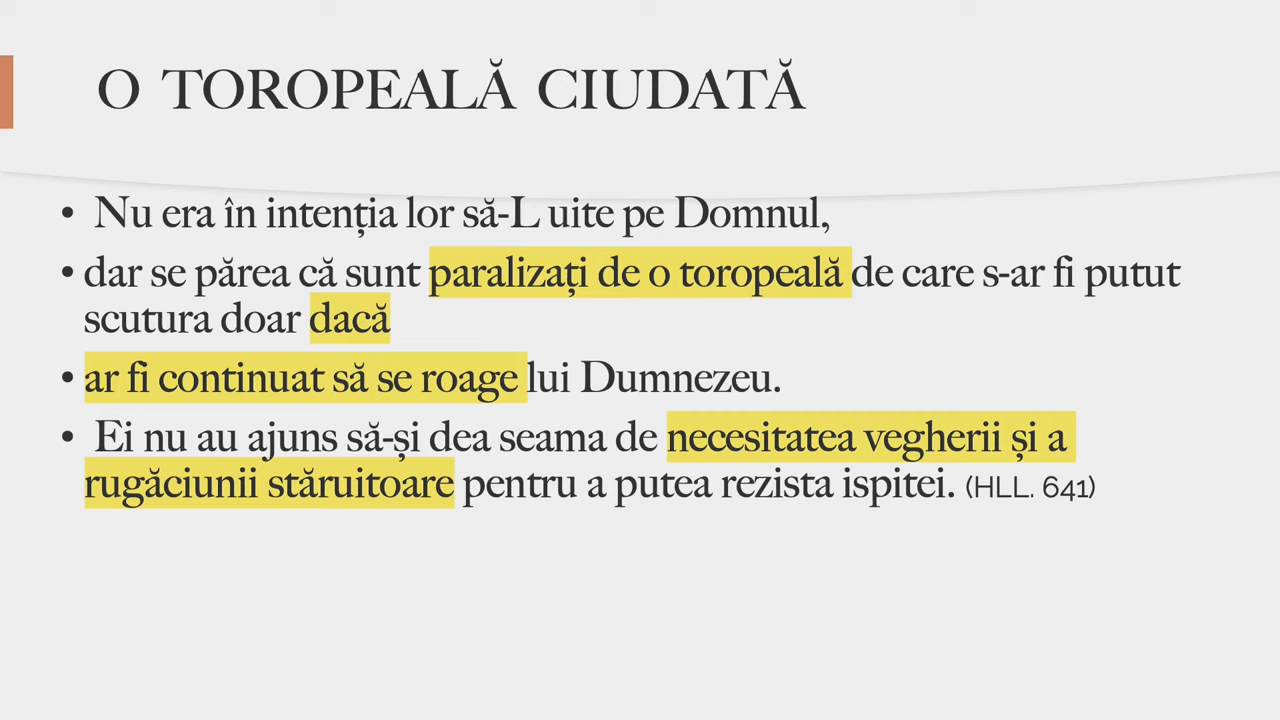 O TOROPEALĂ CIUDATĂ
• Nu era în intenția lor să-L uite pe Domnul,
• dar se părea că sunt paralizați de o toropeală de care s-ar fi putut
scutura doar dacă
• ar fi continuat să se roage lui Dumnezeu.
• Ei nu au ajuns să-și dea seama de necesitatea vegherii și a
rugăciunii stăruitoare pentru a putea rezista ispitei. (HLL. 641)